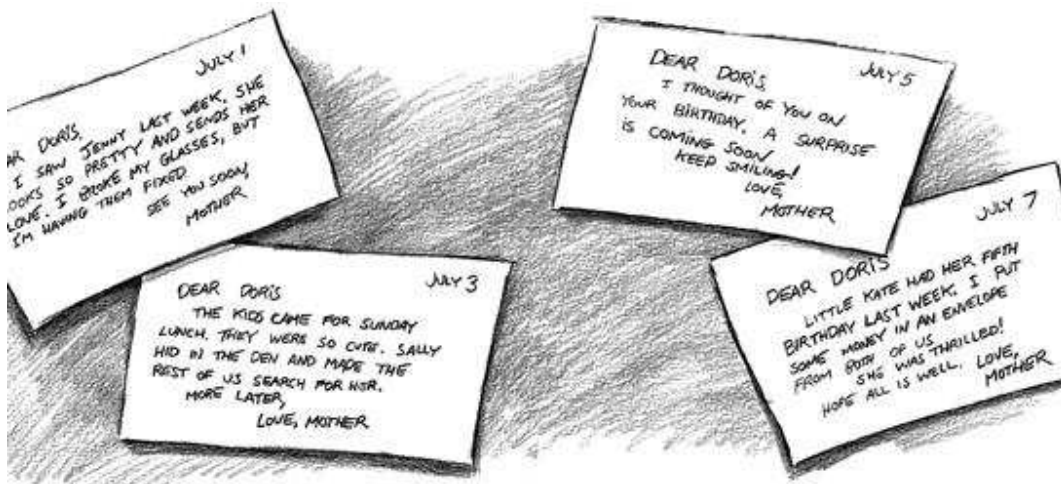 JULY 1
AR DORIS,
I SAW JENNY LAST WEEK. SHE
OOKS SO PRETTY AND SENDS HER
LOVE. I BROKE MY GLASSES, BUT
I'M HAVING THEM FIXED
SEE YOU SOON,
MOTHER
JULY 3
DEAR DORIS
THE KIDS CAME FOR SUNDAY
LUNCH. THEY WERE SO CUTE. SALLY
HID IN THE DEN AND MADE THE
REST OF US SEARCH FOR HER.
MORE LATER,
LOVE, MOTHER
JULY 5
DEAR DORIS,
I THOUGHT OF YOU ON
YOUR BIRTHDAY. A SURPRISE
IS COMING SOON.
KEEP SMILING!
LOVE,
MOTHER
JULY 7
DEAR DORIS
LITTLE KATE HAD HER FIFTH
BIRTHDAY LAST WEEK. I PUT
SOME MONEY IN AN ENVELOPE
FROM BOTH OF US.
SHE WAS THRILLED!
HOPE ALL IS WELL. LOVE,
MOTHER